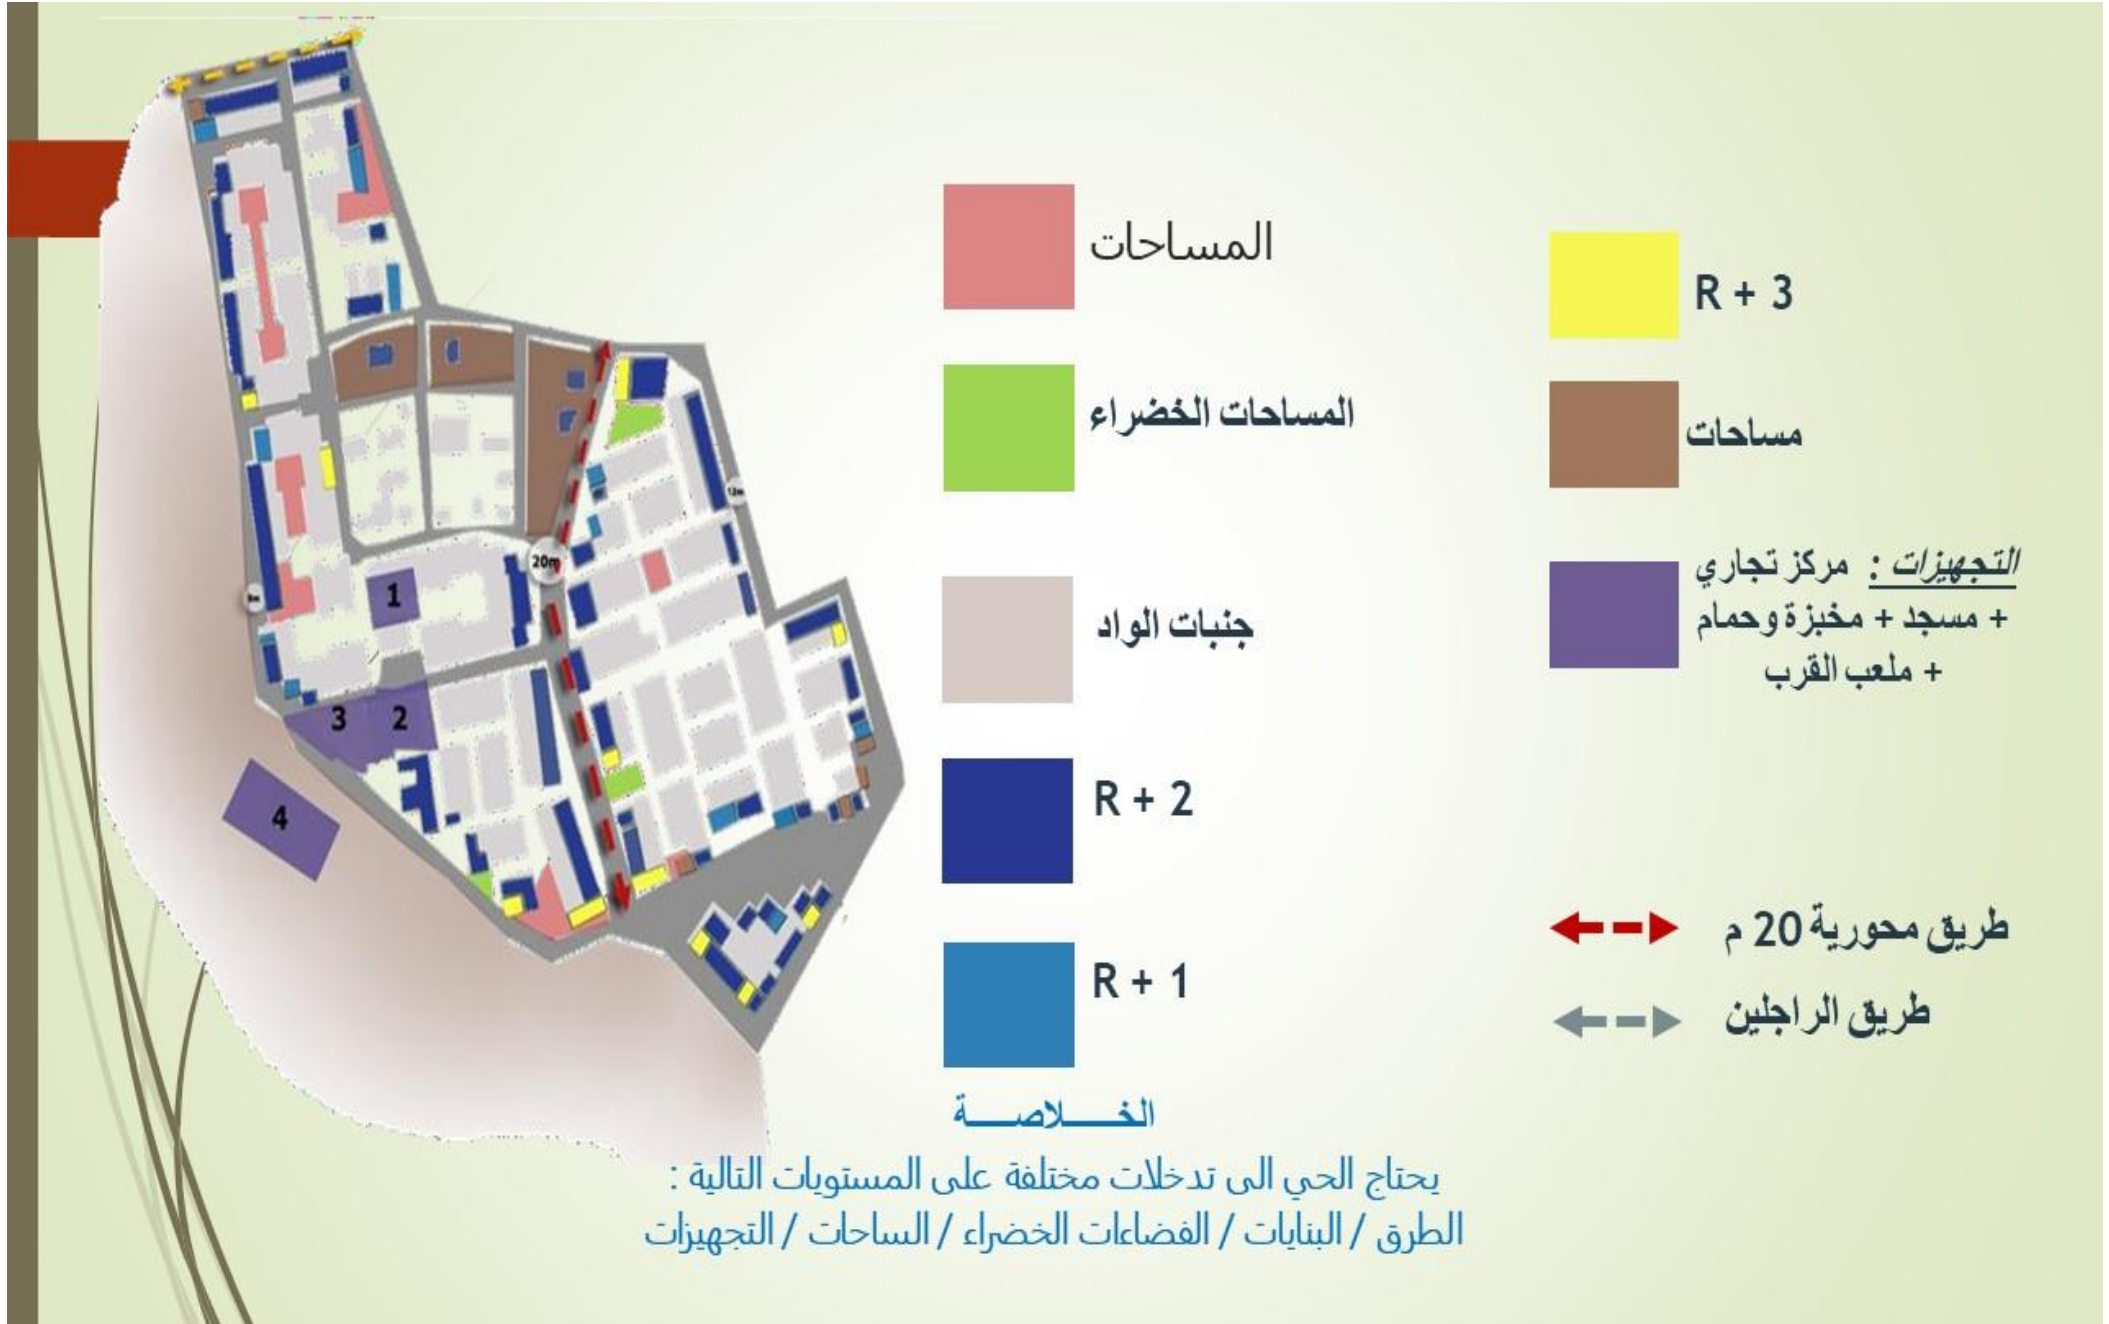 المساحات
المساحات الخضراء
جنبات الواد
R + 2
R + 1
R + 3
مساحات
التجهيزات : مركز تجاري
+ مسجد + مخبزة وحمام
+ ملعب القرب
طريق محورية 20 م
طريق الراجلين
20m
12m
1
3
2
4
الخـــــلاصـــــة
يحتاج الحي الى تدخلات مختلفة على المستويات التالية :
الطرق / البنايات / الفضاءات الخضراء / الساحات / التجهيزات